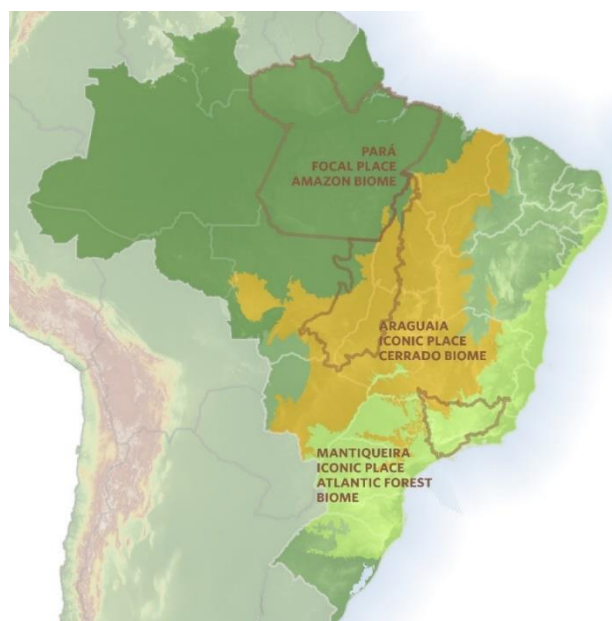 PARÁ
FOCAL PLACE
AMAZON BIOME
ARAGUAIA
ICONIC PLACE
CERRADO BIOME
MANTIQUEIRA
ICONIC PLACE
ATLANTIC FOREST
BIOME